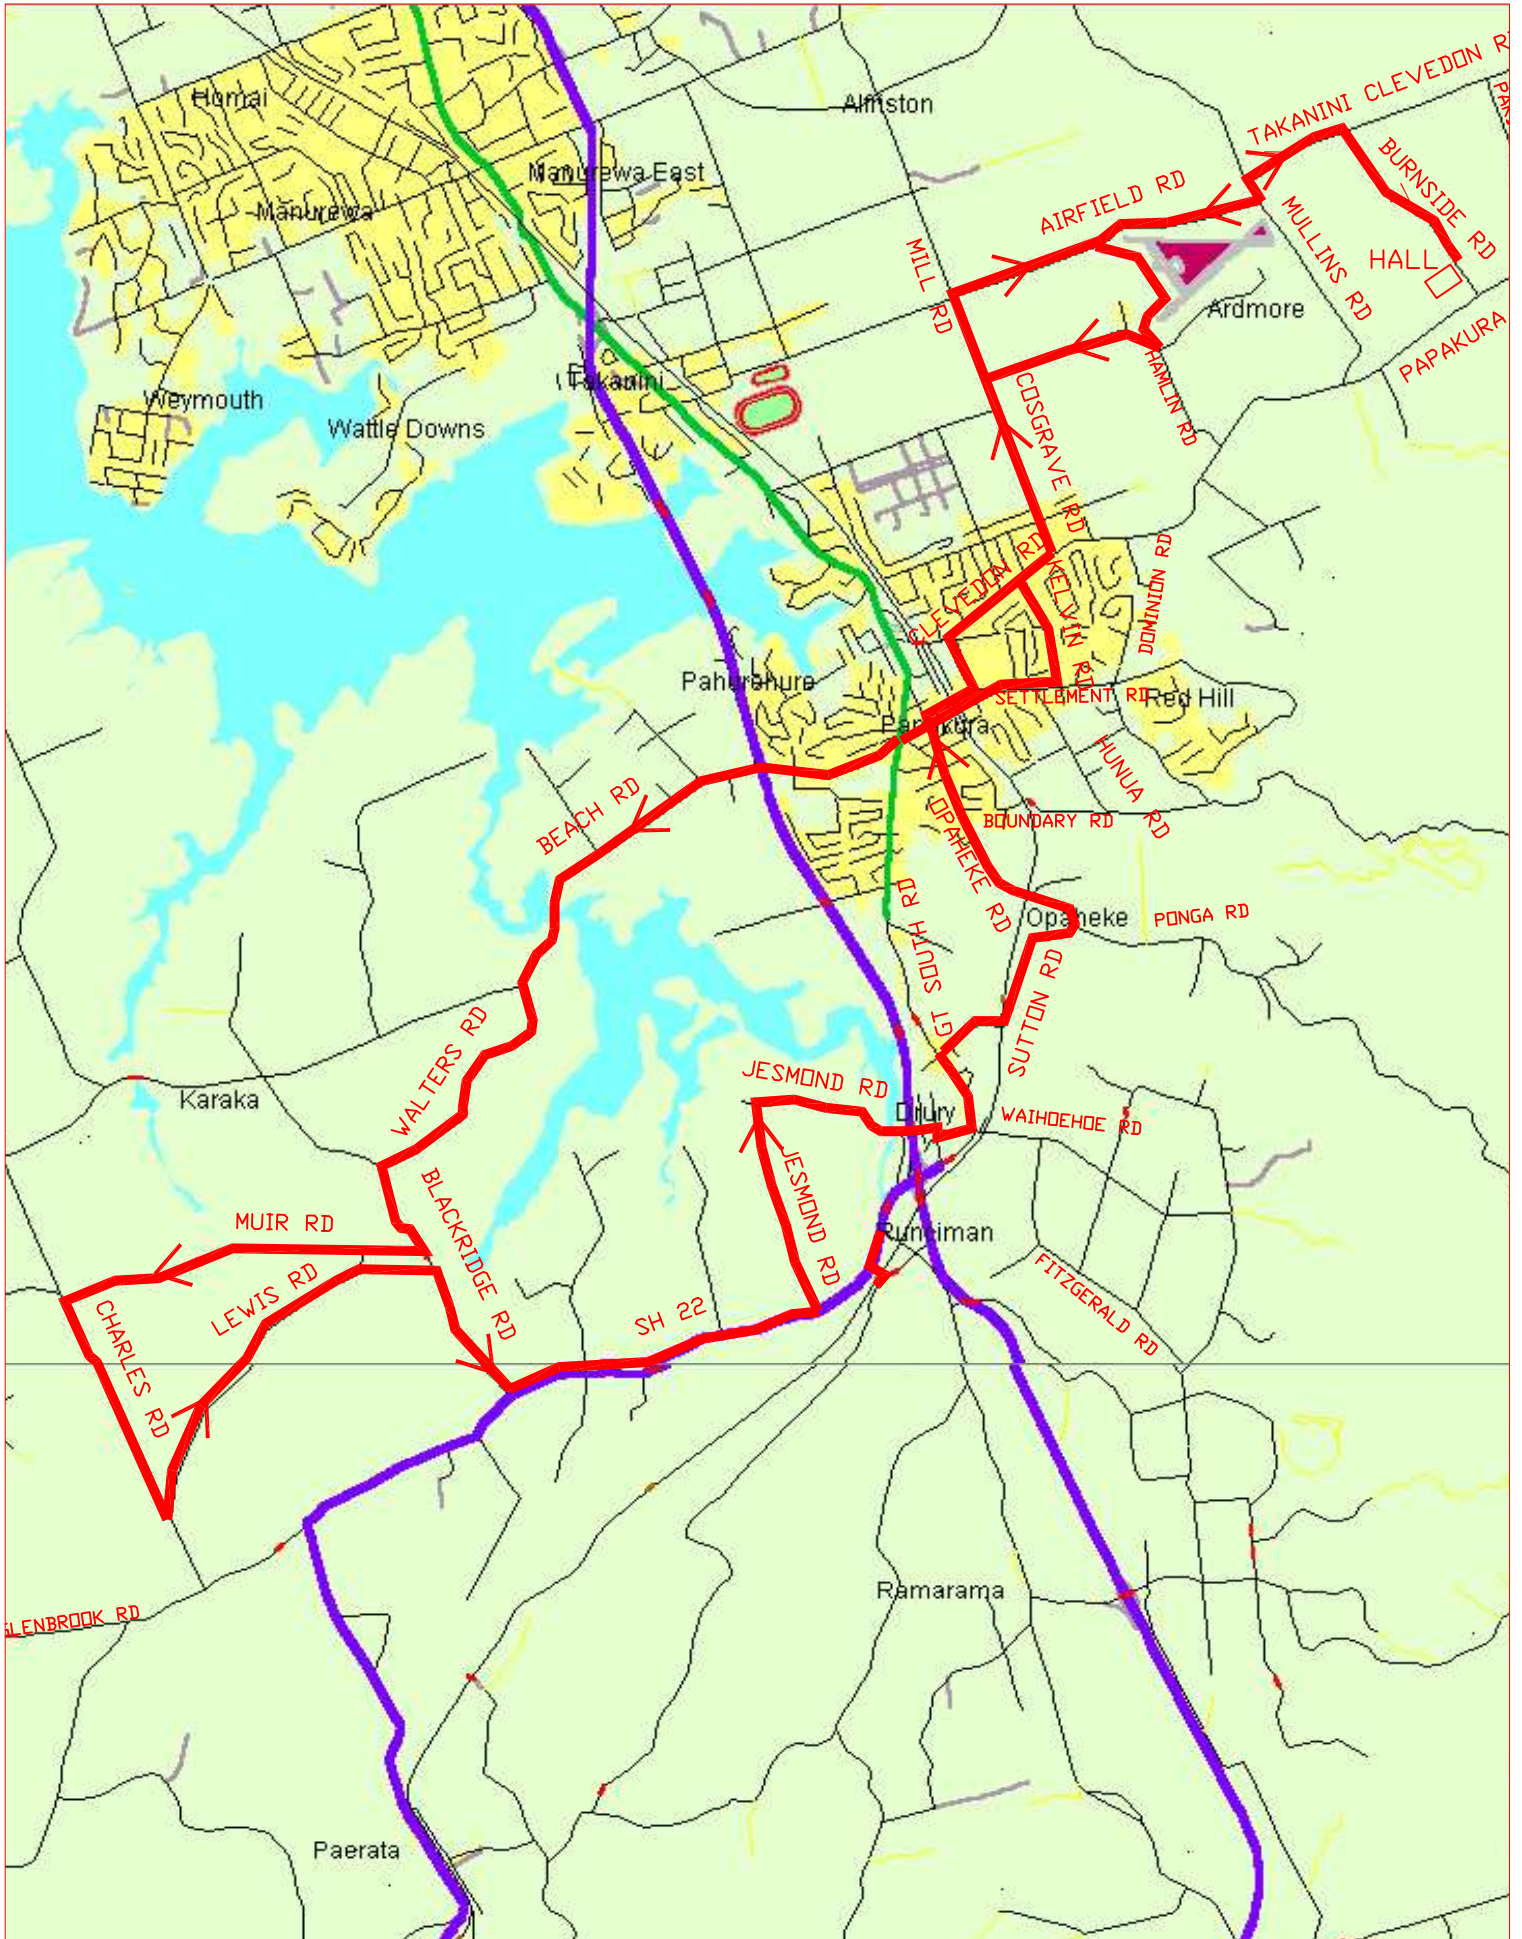 Alfriston
TAKANINI CLEVEDON R
Homai
BURNSIDE RD
Manurewa East
AIRFIELD RD
Manurewa
MULLINS RD
MILL RD
HALL
Ardmore
PAPAKURA
Takanini
HAMLIN RD
COSGRAVE RD
Weymouth
Wattle Downs
CLEVEDON RD
KELVIN RD
DOMINION RD
Pahurehure
SETTLEMENT RD
Red Hill
Papakura
HUNUA RD
BEACH RD
OPAHEKE RD
BOUNDARY RD
GT SOUTH RD
Opaheke
PONGA RD
SUTTON RD
WALTERS RD
JESMOND RD
Karaka
Drury
WAIHOEHOE RD
BLACKRIDGE RD
JESMOND RD
MUIR RD
Runciman
LEWIS RD
FITZGERALD RD
CHARLES RD
SH 22
Ramarama
GLENBROOK RD
Paerata